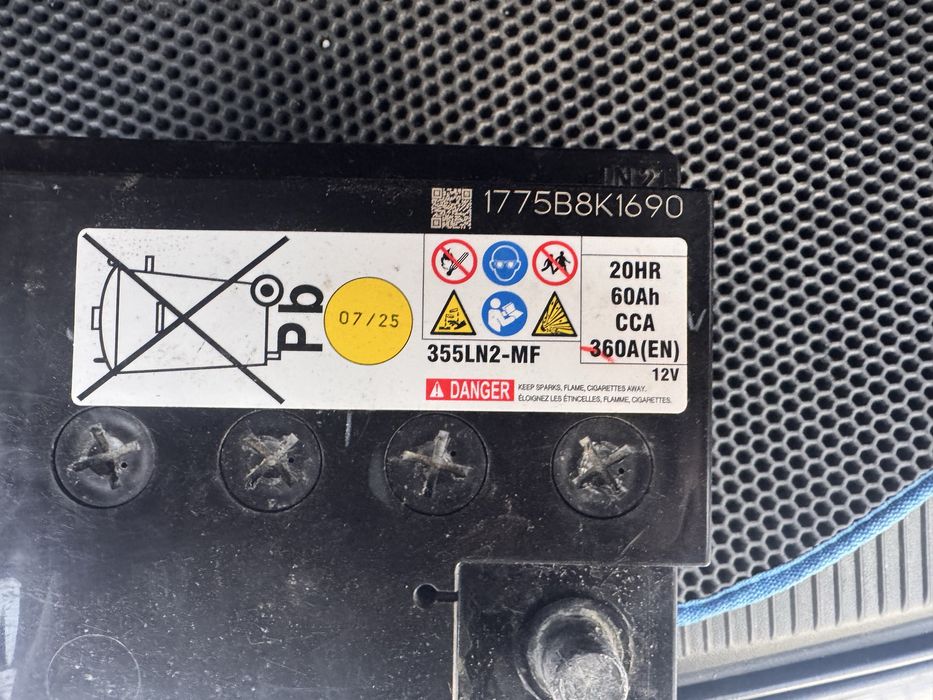 LN2
1775B8K1690
Pb
07/25
355LN2-MF
20HR
60Ah
CCA
360A(EN)
12V
DANGER
KEEP SPARKS, FLAME, CIGARETTES AWAY.
ÉLOIGNEZ LES ÉTINCELLES, FLAMME, CIGARETTES.